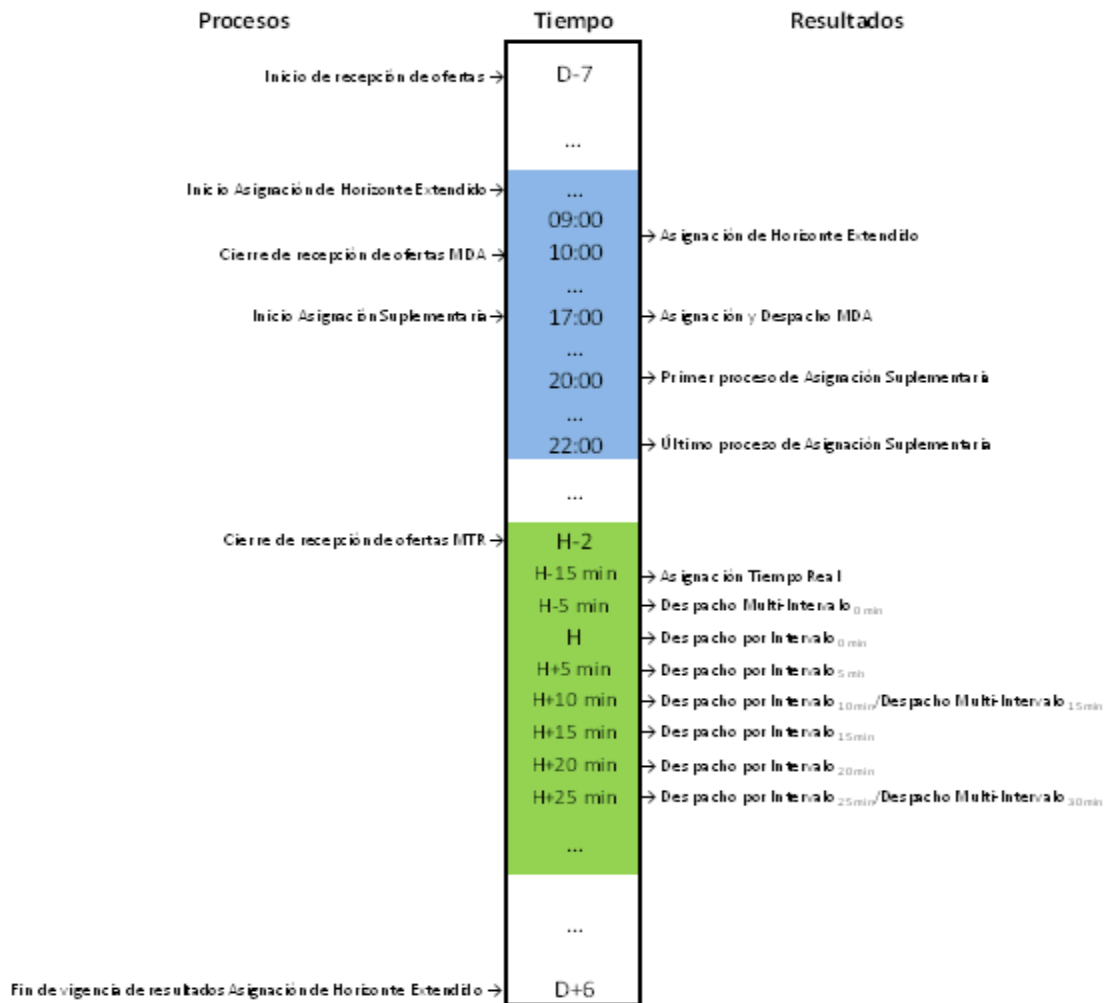 Procesos Tiempo Resultados
Inicio de recepción de ofertas → D-7
...
Inicio Asignación de Horizonte Extendido → ...
09:00
→ Asignación de Horizonte Extendido
Cierre de recepción de ofertas MDA → 10:00
...
Inicio Asignación Suplementaria → 17:00 → Asignación y Despacho MDA
...
20:00 → Primer proceso de Asignación Suplementaria
...
22:00 → Último proceso de Asignación Suplementaria
...
Cierre de recepción de ofertas MTR → H-2
H-15 min → Asignación Tiempo Real
H-5 min → Despacho Multi-Intervalo 0 min
H → Despacho por Intervalo 0 min
H+5 min → Despacho por Intervalo 5 min
H+10 min → Despacho por Intervalo 10 min/Despacho Multi-Intervalo 15 min
H+15 min → Despacho por Intervalo 15 min
H+20 min → Despacho por Intervalo 20 min
H+25 min → Despacho por Intervalo 25 min/Despacho Multi-Intervalo 30 min
...
...
Fin de vigencia de resultados Asignación de Horizonte Extendido → D+6